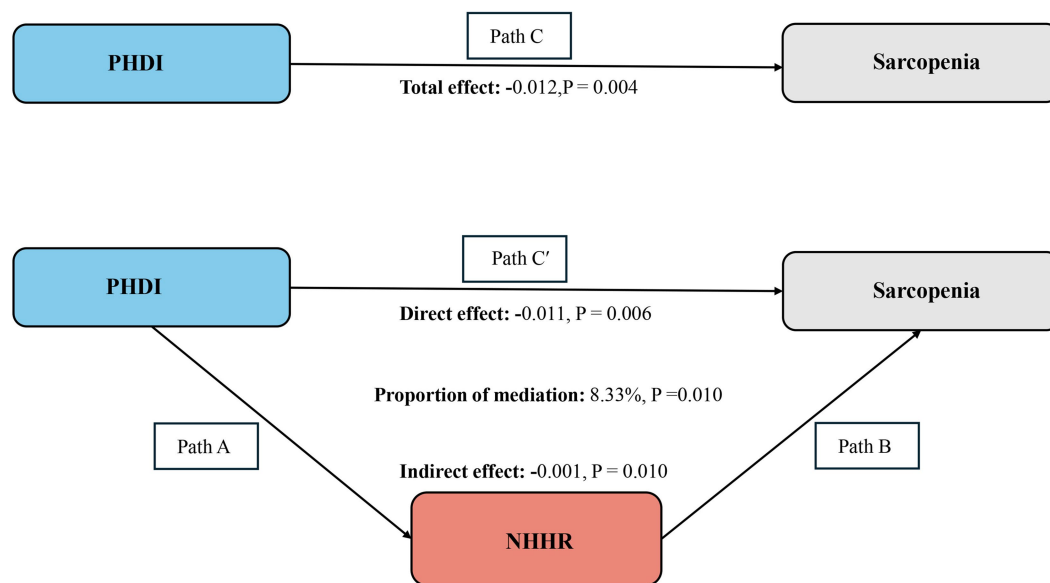 Path C
PHDI
Sarcopenia
Total effect: -0.012,P = 0.004
Path C′
PHDI
Sarcopenia
Direct effect: -0.011, P = 0.006
Proportion of mediation: 8.33%, P =0.010
Path A
Path B
Indirect effect: -0.001, P = 0.010
NHHR